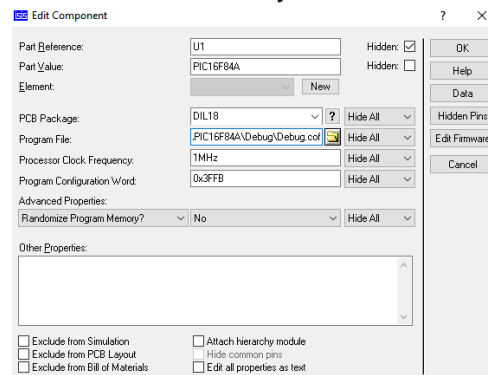 ISIS Edit Component ? ×
Part Reference: U1 Hidden: OK
Part Value: PIC16F84A Hidden: Help
Element: New Data
PCB Package: DIL18 ? Hide All Hidden Pins
Program File: .PIC16F84A\Debug\Debug.cof Hide All Edit Firmware
Processor Clock Frequency: 1MHz Hide All Cancel
Program Configuration Word: 0x3FFB Hide All
Advanced Properties:
Randomize Program Memory? No Hide All
Other Properties:
Exclude from Simulation Attach hierarchy module
Exclude from PCB Layout Hide common pins
Exclude from Bill of Materials Edit all properties as text